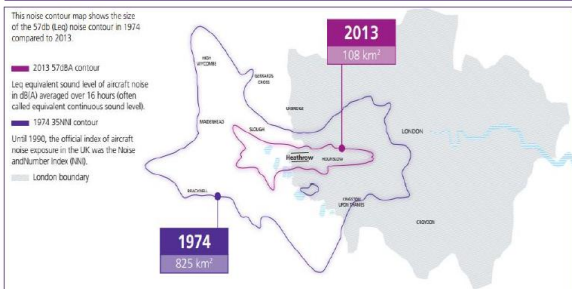 This noise contour map shows the size
of the 57db (Leq) noise contour in 1974
compared to 2013.
2013 57dBA contour
Leq equivalent sound level of aircraft noise
in dB(A) averaged over 16 hours (often
called equivalent continuous sound level).
1974 35NNI contour
Until 1990, the official index of aircraft
noise exposure in the UK was the Noise
andNumber Index (NNI).
London boundary
2013
108 km²
HIGH
WYCOMBE
GERRARDS
CROSS
UXBRIDGE
MAIDENHEAD
SLOUGH
LONDON
Heathrow
HOUNSLOW
BRACKNELL
KINGSTON
UPON THAMES
CROYDON
1974
825 km²